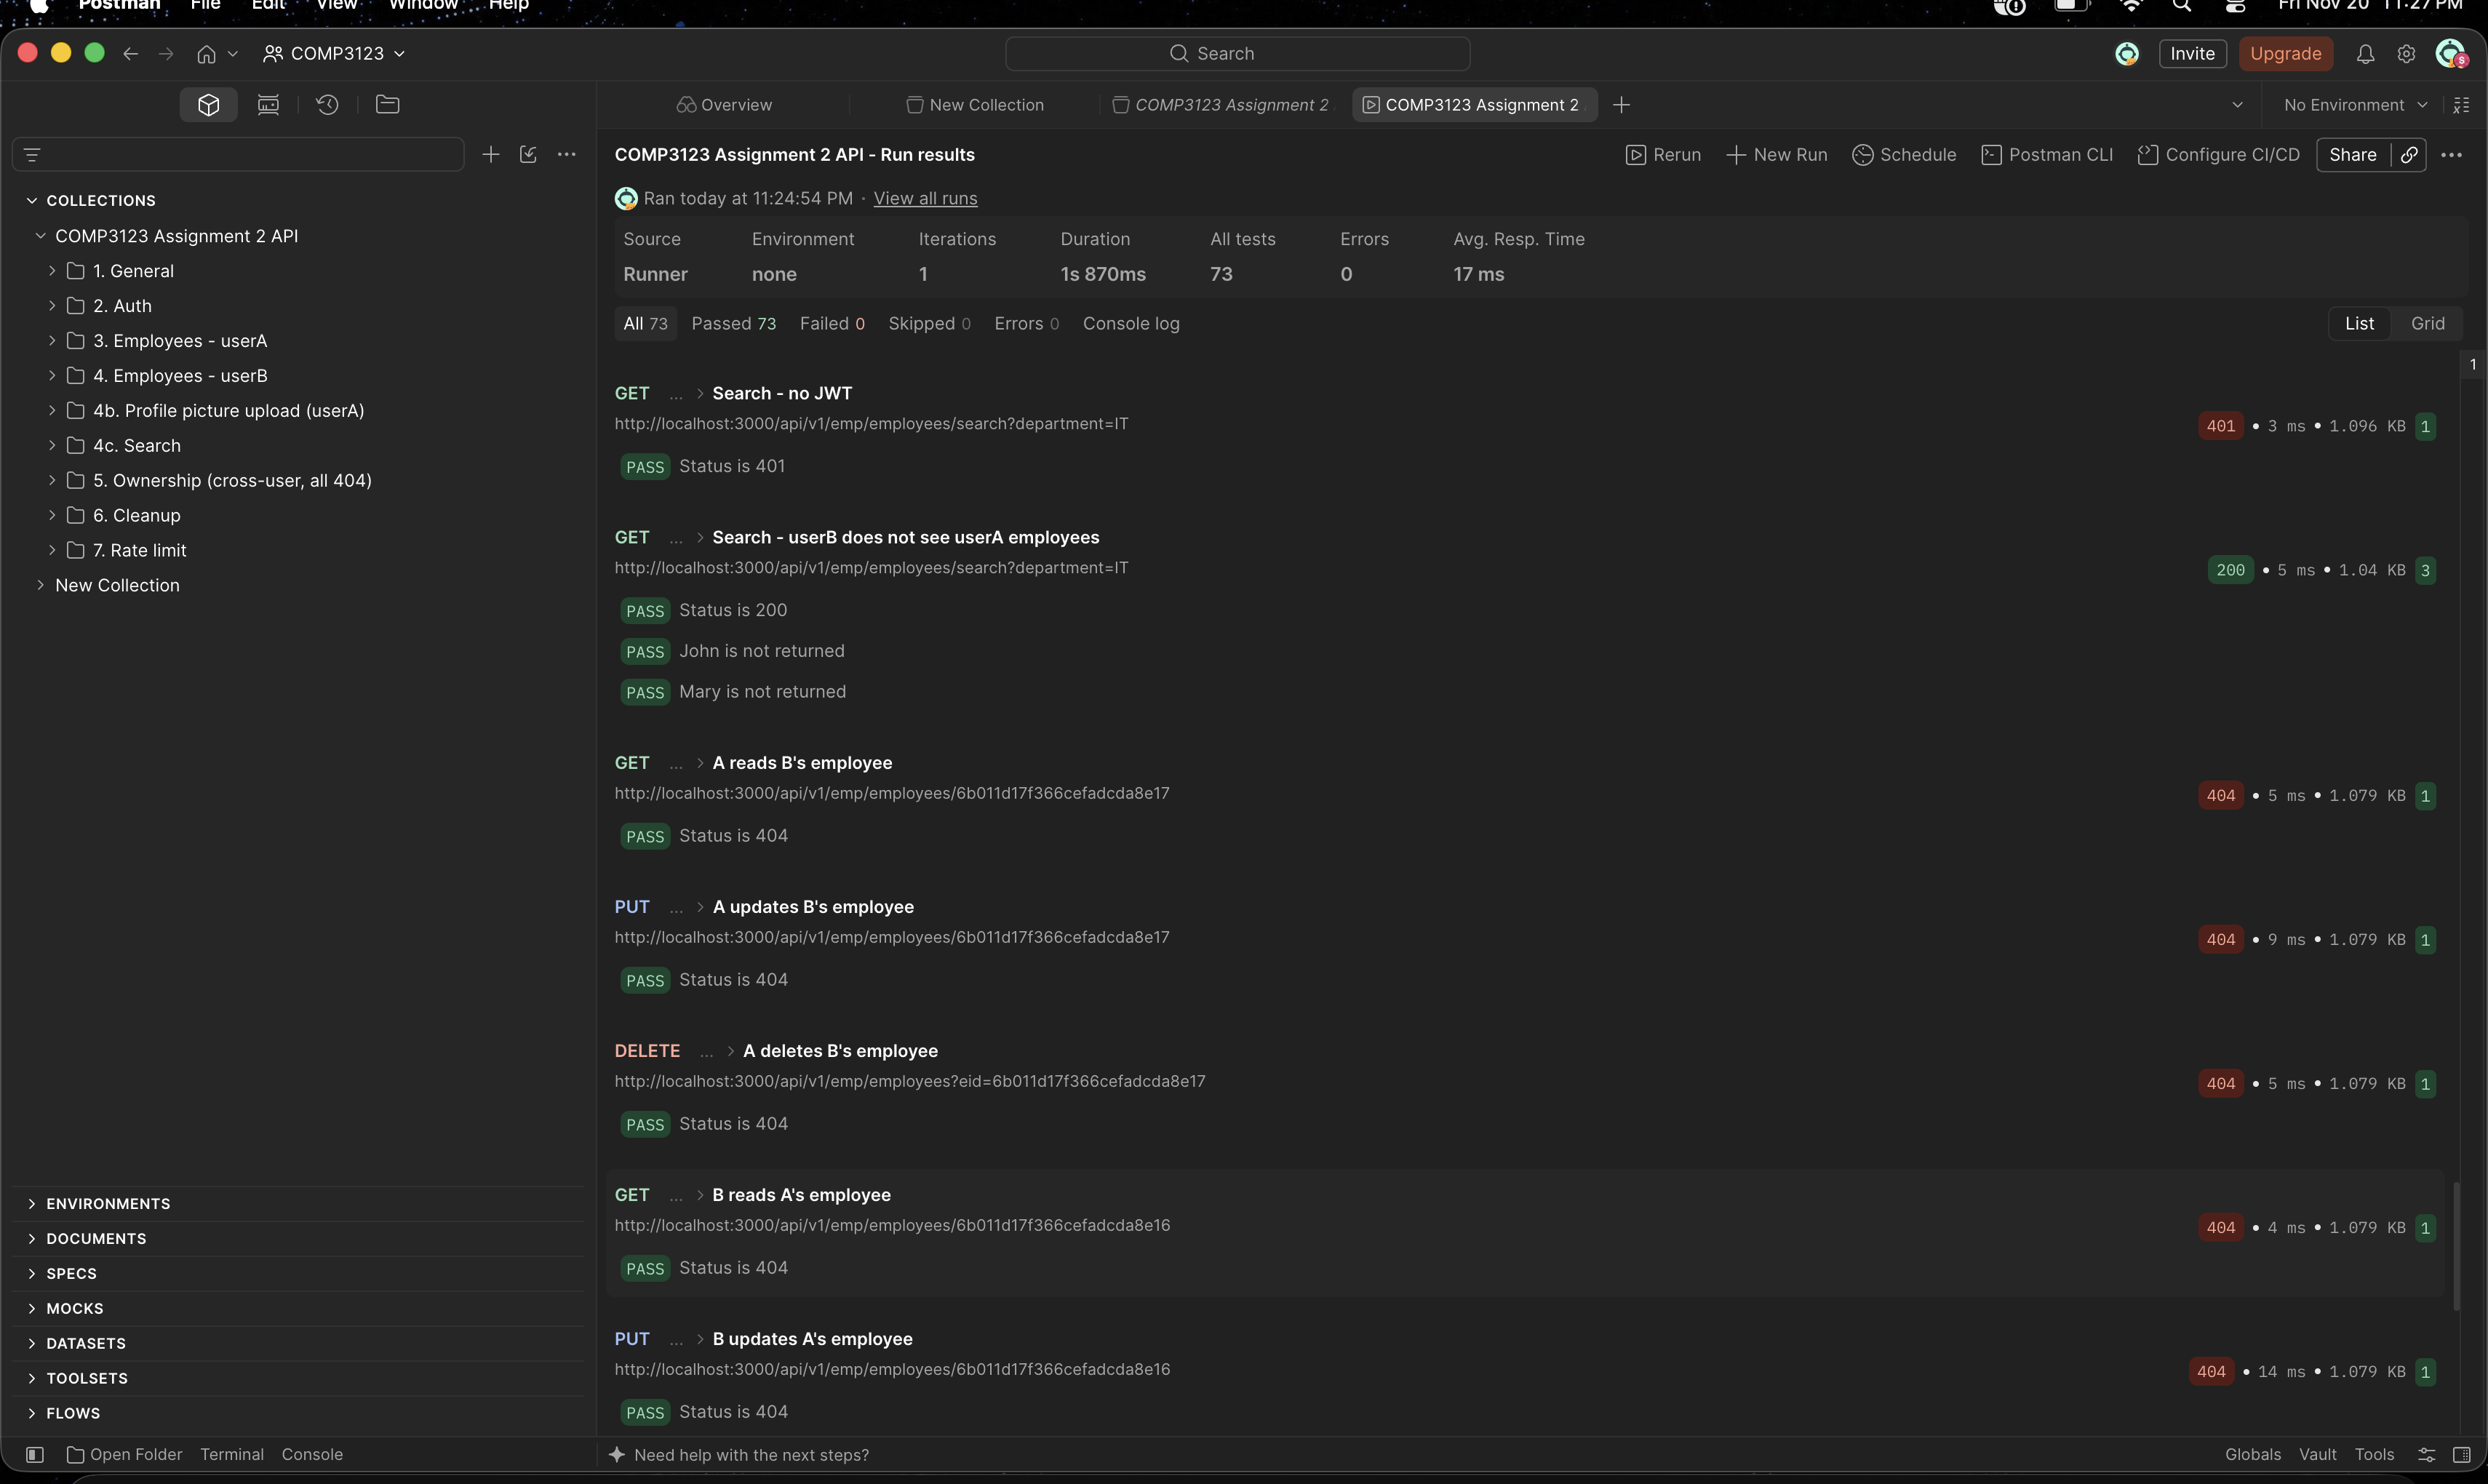 Postman File Edit View Window Help Fri Nov 20 11:27 PM
COMP3123 Search Invite Upgrade
Overview New Collection COMP3123 Assignment 2 COMP3123 Assignment 2 No Environment
COMP3123 Assignment 2 API - Run results Rerun New Run Schedule Postman CLI Configure CI/CD Share
Ran today at 11:24:54 PM · View all runs
Source Environment Iterations Duration All tests Errors Avg. Resp. Time
Runner none 1 1s 870ms 73 0 17 ms
All 73 Passed 73 Failed 0 Skipped 0 Errors 0 Console log List Grid
1
COLLECTIONS
COMP3123 Assignment 2 API
1. General
2. Auth
3. Employees - userA
4. Employees - userB
4b. Profile picture upload (userA)
4c. Search
5. Ownership (cross-user, all 404)
6. Cleanup
7. Rate limit
New Collection
ENVIRONMENTS
DOCUMENTS
SPECS
MOCKS
DATASETS
TOOLSETS
FLOWS
GET ... > Search - no JWT
http://localhost:3000/api/v1/emp/employees/search?department=IT
401 • 3 ms • 1.096 KB 1
PASS Status is 401
GET ... > Search - userB does not see userA employees
http://localhost:3000/api/v1/emp/employees/search?department=IT
200 • 5 ms • 1.04 KB 3
PASS Status is 200
PASS John is not returned
PASS Mary is not returned
GET ... > A reads B's employee
http://localhost:3000/api/v1/emp/employees/6b011d17f366cefadcda8e17
404 • 5 ms • 1.079 KB 1
PASS Status is 404
PUT ... > A updates B's employee
http://localhost:3000/api/v1/emp/employees/6b011d17f366cefadcda8e17
404 • 9 ms • 1.079 KB 1
PASS Status is 404
DELETE ... > A deletes B's employee
http://localhost:3000/api/v1/emp/employees?eid=6b011d17f366cefadcda8e17
404 • 5 ms • 1.079 KB 1
PASS Status is 404
GET ... > B reads A's employee
http://localhost:3000/api/v1/emp/employees/6b011d17f366cefadcda8e16
404 • 4 ms • 1.079 KB 1
PASS Status is 404
PUT ... > B updates A's employee
http://localhost:3000/api/v1/emp/employees/6b011d17f366cefadcda8e16
404 • 14 ms • 1.079 KB 1
PASS Status is 404
Open Folder Terminal Console Need help with the next steps? Globals Vault Tools